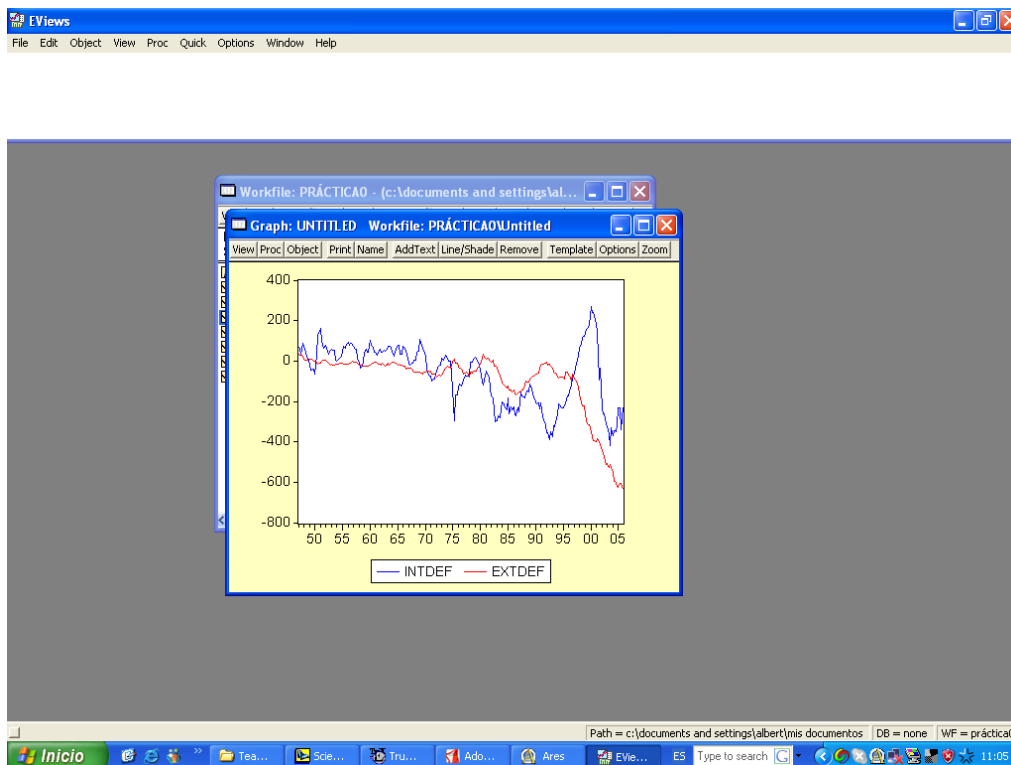 EViews
File Edit Object View Proc Quick Options Window Help
Workfile: PRÁCTICA0 - (c:\documents and settings\al...
Graph: UNTITLED Workfile: PRÁCTICA0\Untitled
View Proc Object Print Name AddText Line/Shade Remove Template Options Zoom
400
200
0
-200
-400
-600
-800
50 55 60 65 70 75 80 85 90 95 00 05
INTDEF EXTDEF
Path = c:\documents and settings\albert\mis documentos DB = none WF = práctica0
Inicio » Tea... Scie... Tru... Ado... Ares EVie... ES Type to search G 11:05